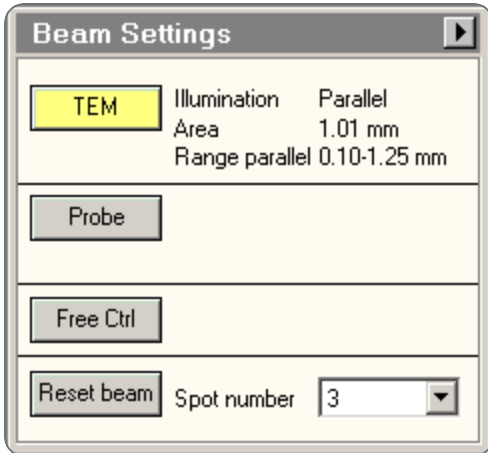 Beam Settings
TEM Illumination Parallel
Area 1.01 mm
Range parallel 0.10-1.25 mm
Probe
Free Ctrl
Reset beam Spot number 3